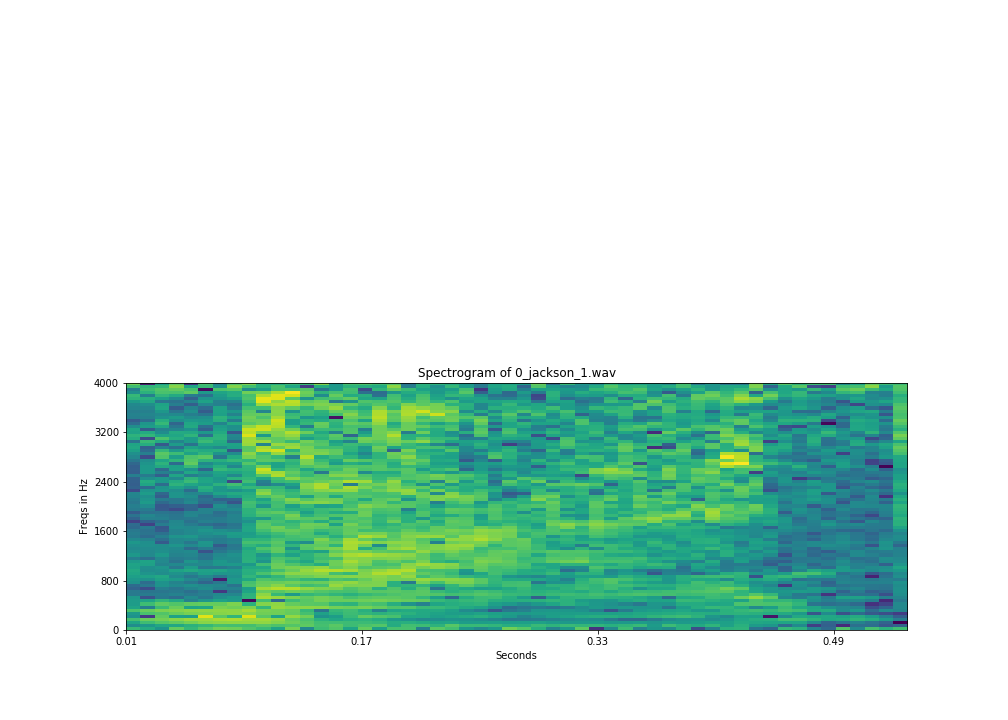 Spectrogram of 0_jackson_1.wav
4000
3200
2400
1600
800
0
Freqs in Hz
0.01 0.17 0.33 0.49
Seconds